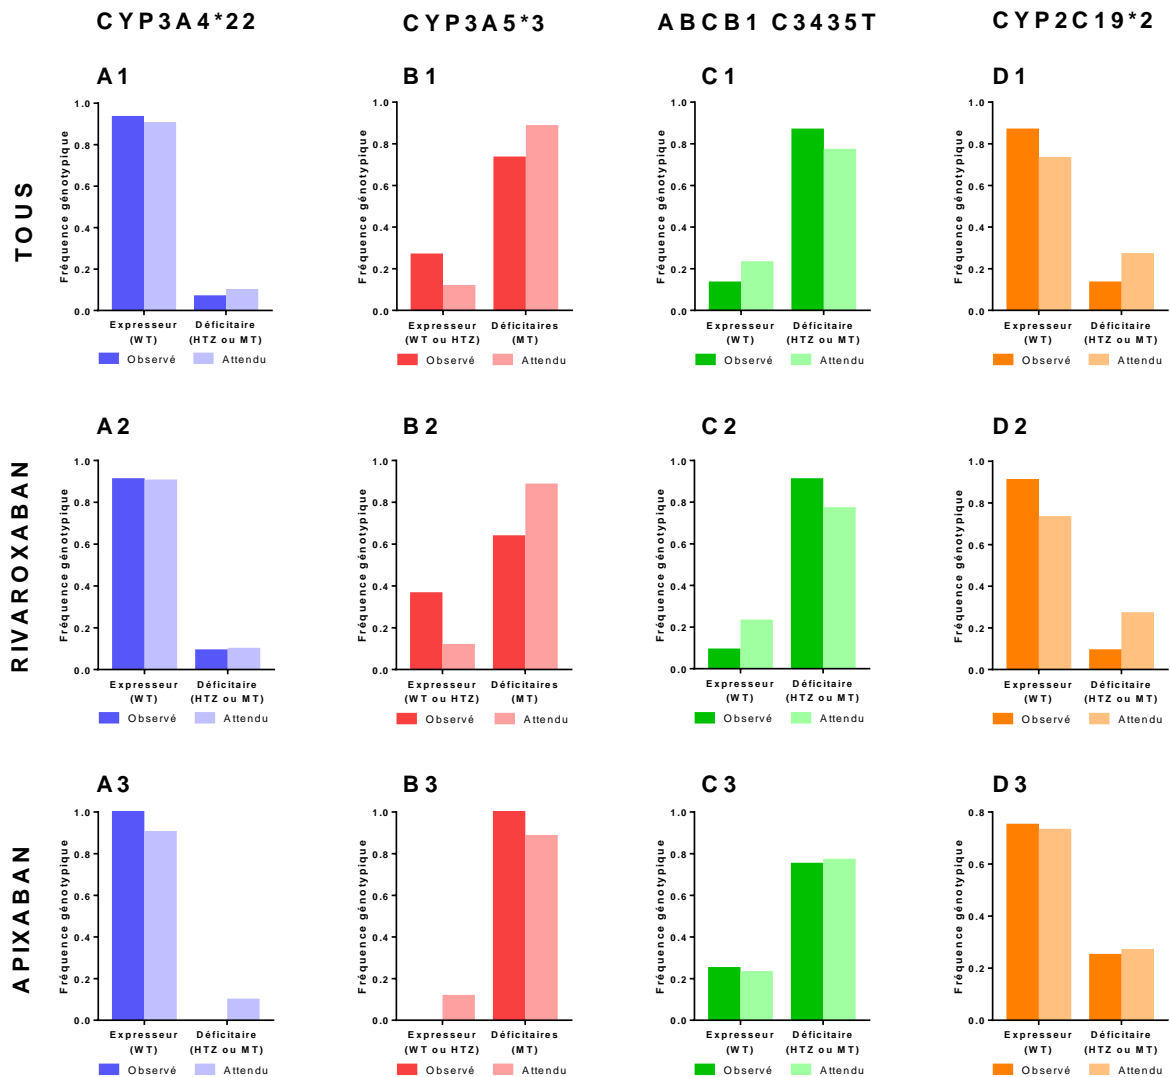 CYP3A4*22 CYP3A5*3 ABCB1 C3435T CYP2C19*2
TOUS
A1
Fréquence génotypique
1.0
0.8
0.6
0.4
0.2
0.0
Expresseur Déficitaire
(WT) (HTZ ou MT)
Observé Attendu
B1
Fréquence génotypique
1.0
0.8
0.6
0.4
0.2
0.0
Expresseur Déficitaires
(WT ou HTZ) (MT)
Observé Attendu
C1
Fréquence génotypique
1.0
0.8
0.6
0.4
0.2
0.0
Expresseur Déficitaire
(WT) (HTZ ou MT)
Observé Attendu
D1
Fréquence génotypique
1.0
0.8
0.6
0.4
0.2
0.0
Expresseur Déficitaire
(WT) (HTZ ou MT)
Observé Attendu
RIVAROXABAN
A2
Fréquence génotypique
1.0
0.8
0.6
0.4
0.2
0.0
Expresseur Déficitaire
(WT) (HTZ ou MT)
Observé Attendu
B2
Fréquence génotypique
1.0
0.8
0.6
0.4
0.2
0.0
Expresseur Déficitaires
(WT ou HTZ) (MT)
Observé Attendu
C2
Fréquence génotypique
1.0
0.8
0.6
0.4
0.2
0.0
Expresseur Déficitaire
(WT) (HTZ ou MT)
Observé Attendu
D2
Fréquence génotypique
1.0
0.8
0.6
0.4
0.2
0.0
Expresseur Déficitaire
(WT) (HTZ ou MT)
Observé Attendu
APIXABAN
A3
Fréquence génotypique
1.0
0.8
0.6
0.4
0.2
0.0
Expresseur Déficitaire
(WT) (HTZ ou MT)
Observé Attendu
B3
Fréquence génotypique
1.0
0.8
0.6
0.4
0.2
0.0
Expresseur Déficitaires
(WT ou HTZ) (MT)
Observé Attendu
C3
Fréquence génotypique
1.0
0.8
0.6
0.4
0.2
0.0
Expresseur Déficitaire
(WT) (HTZ ou MT)
Observé Attendu
D3
Fréquence génotypique
0.8
0.6
0.4
0.2
0.0
Expresseur Déficitaire
(WT) (HTZ ou MT)
Observé Attendu